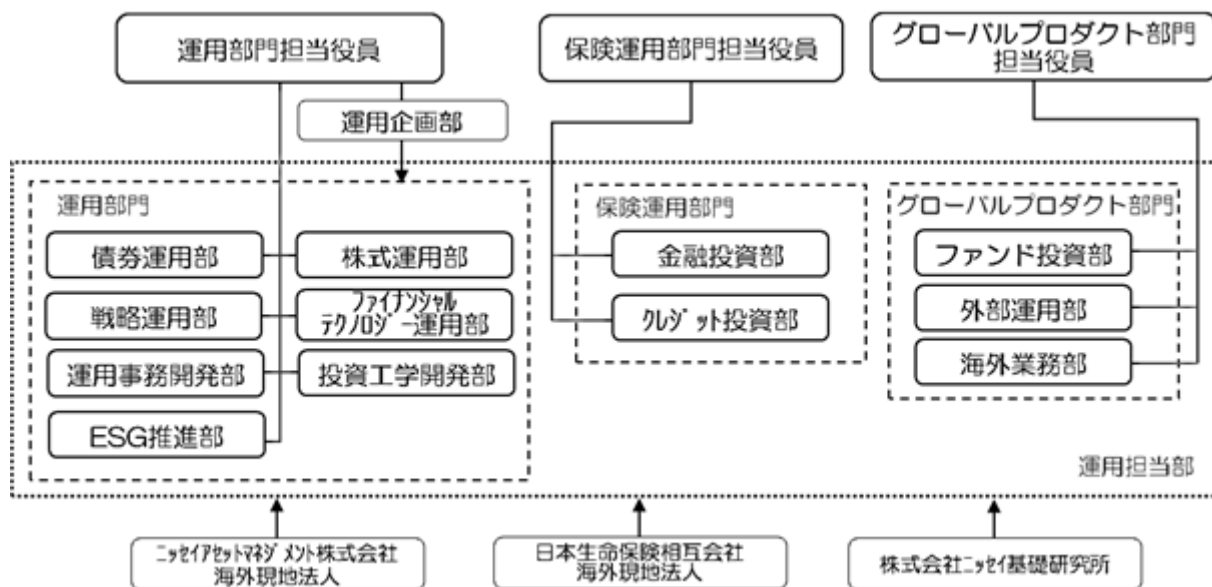 運用部門担当役員
保険運用部門担当役員
グローバルプロダクト部門
担当役員
運用企画部
運用部門
債券運用部
株式運用部
戦略運用部
ファイナンシャル
テクノロジー運用部
運用事務開発部
投資工学開発部
ESG推進部
保険運用部門
金融投資部
クレジット投資部
グローバルプロダクト部門
ファンド投資部
外部運用部
海外業務部
運用担当部
ニッセイアセットマネジメント株式会社
海外現地法人
日本生命保険相互会社
海外現地法人
株式会社ニッセイ基礎研究所